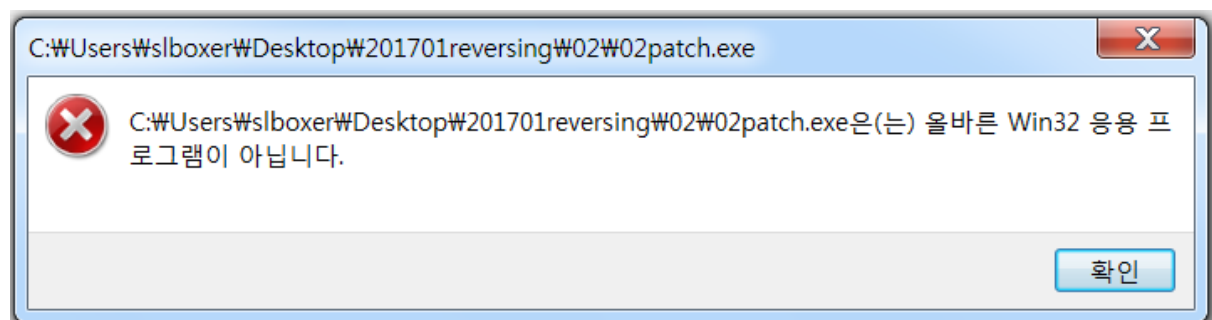 C:₩Users₩slboxer₩Desktop₩201701reversing₩02₩02patch.exe
C:₩Users₩slboxer₩Desktop₩201701reversing₩02₩02patch.exe은(는) 올바른 Win32 응용 프
로그램이 아닙니다.
확인